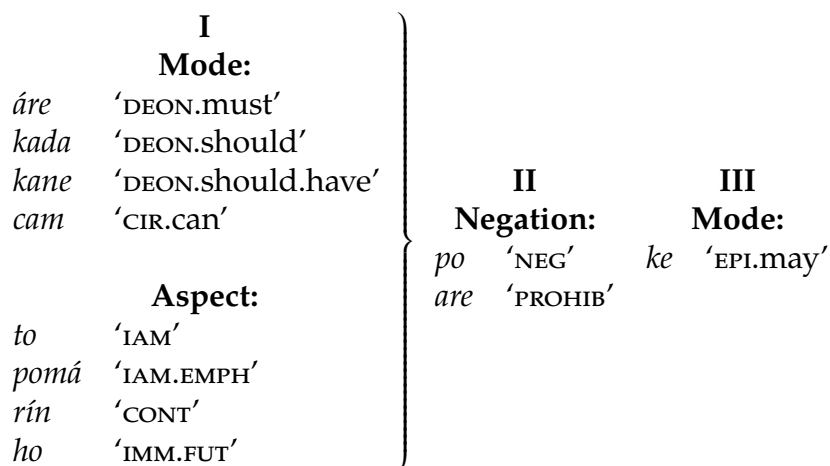 I
Mode:
áre ‘DEON.must’
kada ‘DEON.should’
kane ‘DEON.should.have’
cam ‘CIR.can’
Aspect:
to ‘IAM’
pomá ‘IAM.EMPH’
rín ‘CONT’
ho ‘IMM.FUT’
II
Negation:
po ‘NEG’
are ‘PROHIB’
III
Mode:
ke ‘EPI.may’